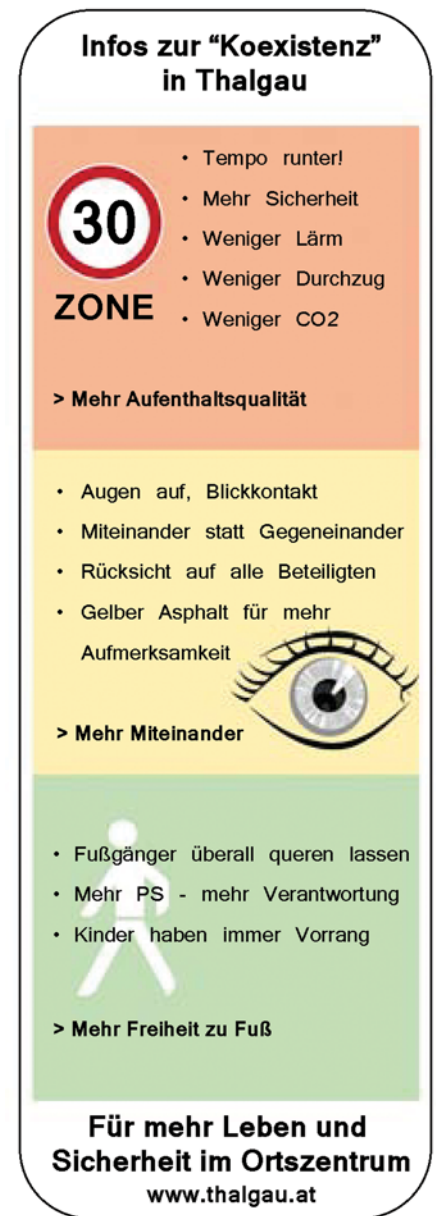 Infos zur “Koexistenz”
in Thalgau
30
ZONE
• Tempo runter!
• Mehr Sicherheit
• Weniger Lärm
• Weniger Durchzug
• Weniger CO2
> Mehr Aufenthaltsqualität
• Augen auf, Blickkontakt
• Miteinander statt Gegeneinander
• Rücksicht auf alle Beteiligten
• Gelber Asphalt für mehr
Aufmerksamkeit
> Mehr Miteinander
• Fußgänger überall queren lassen
• Mehr PS - mehr Verantwortung
• Kinder haben immer Vorrang
> Mehr Freiheit zu Fuß
Für mehr Leben und
Sicherheit im Ortszentrum
www.thalgau.at